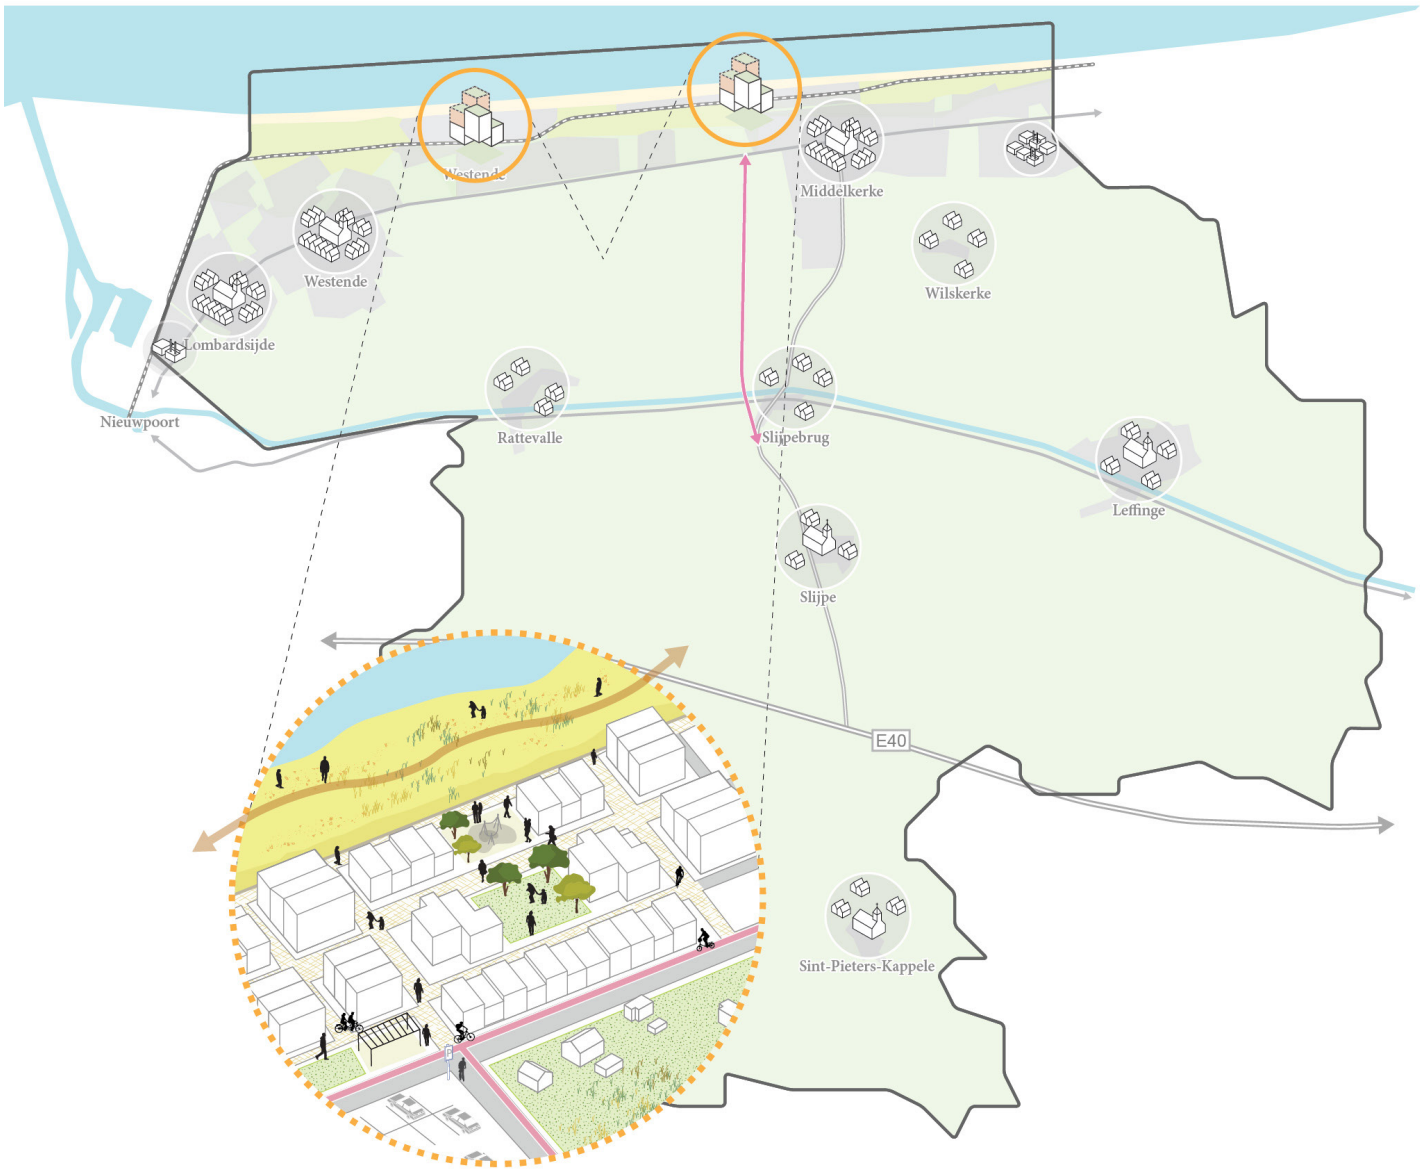 Westende
Middelkerke
Westende
Wilskerke
Lombardsijde
Nieuwpoort
Rattevalle
Slijpebrug
Leffinge
Slijpe
E40
Sint-Pieters-Kappele
P